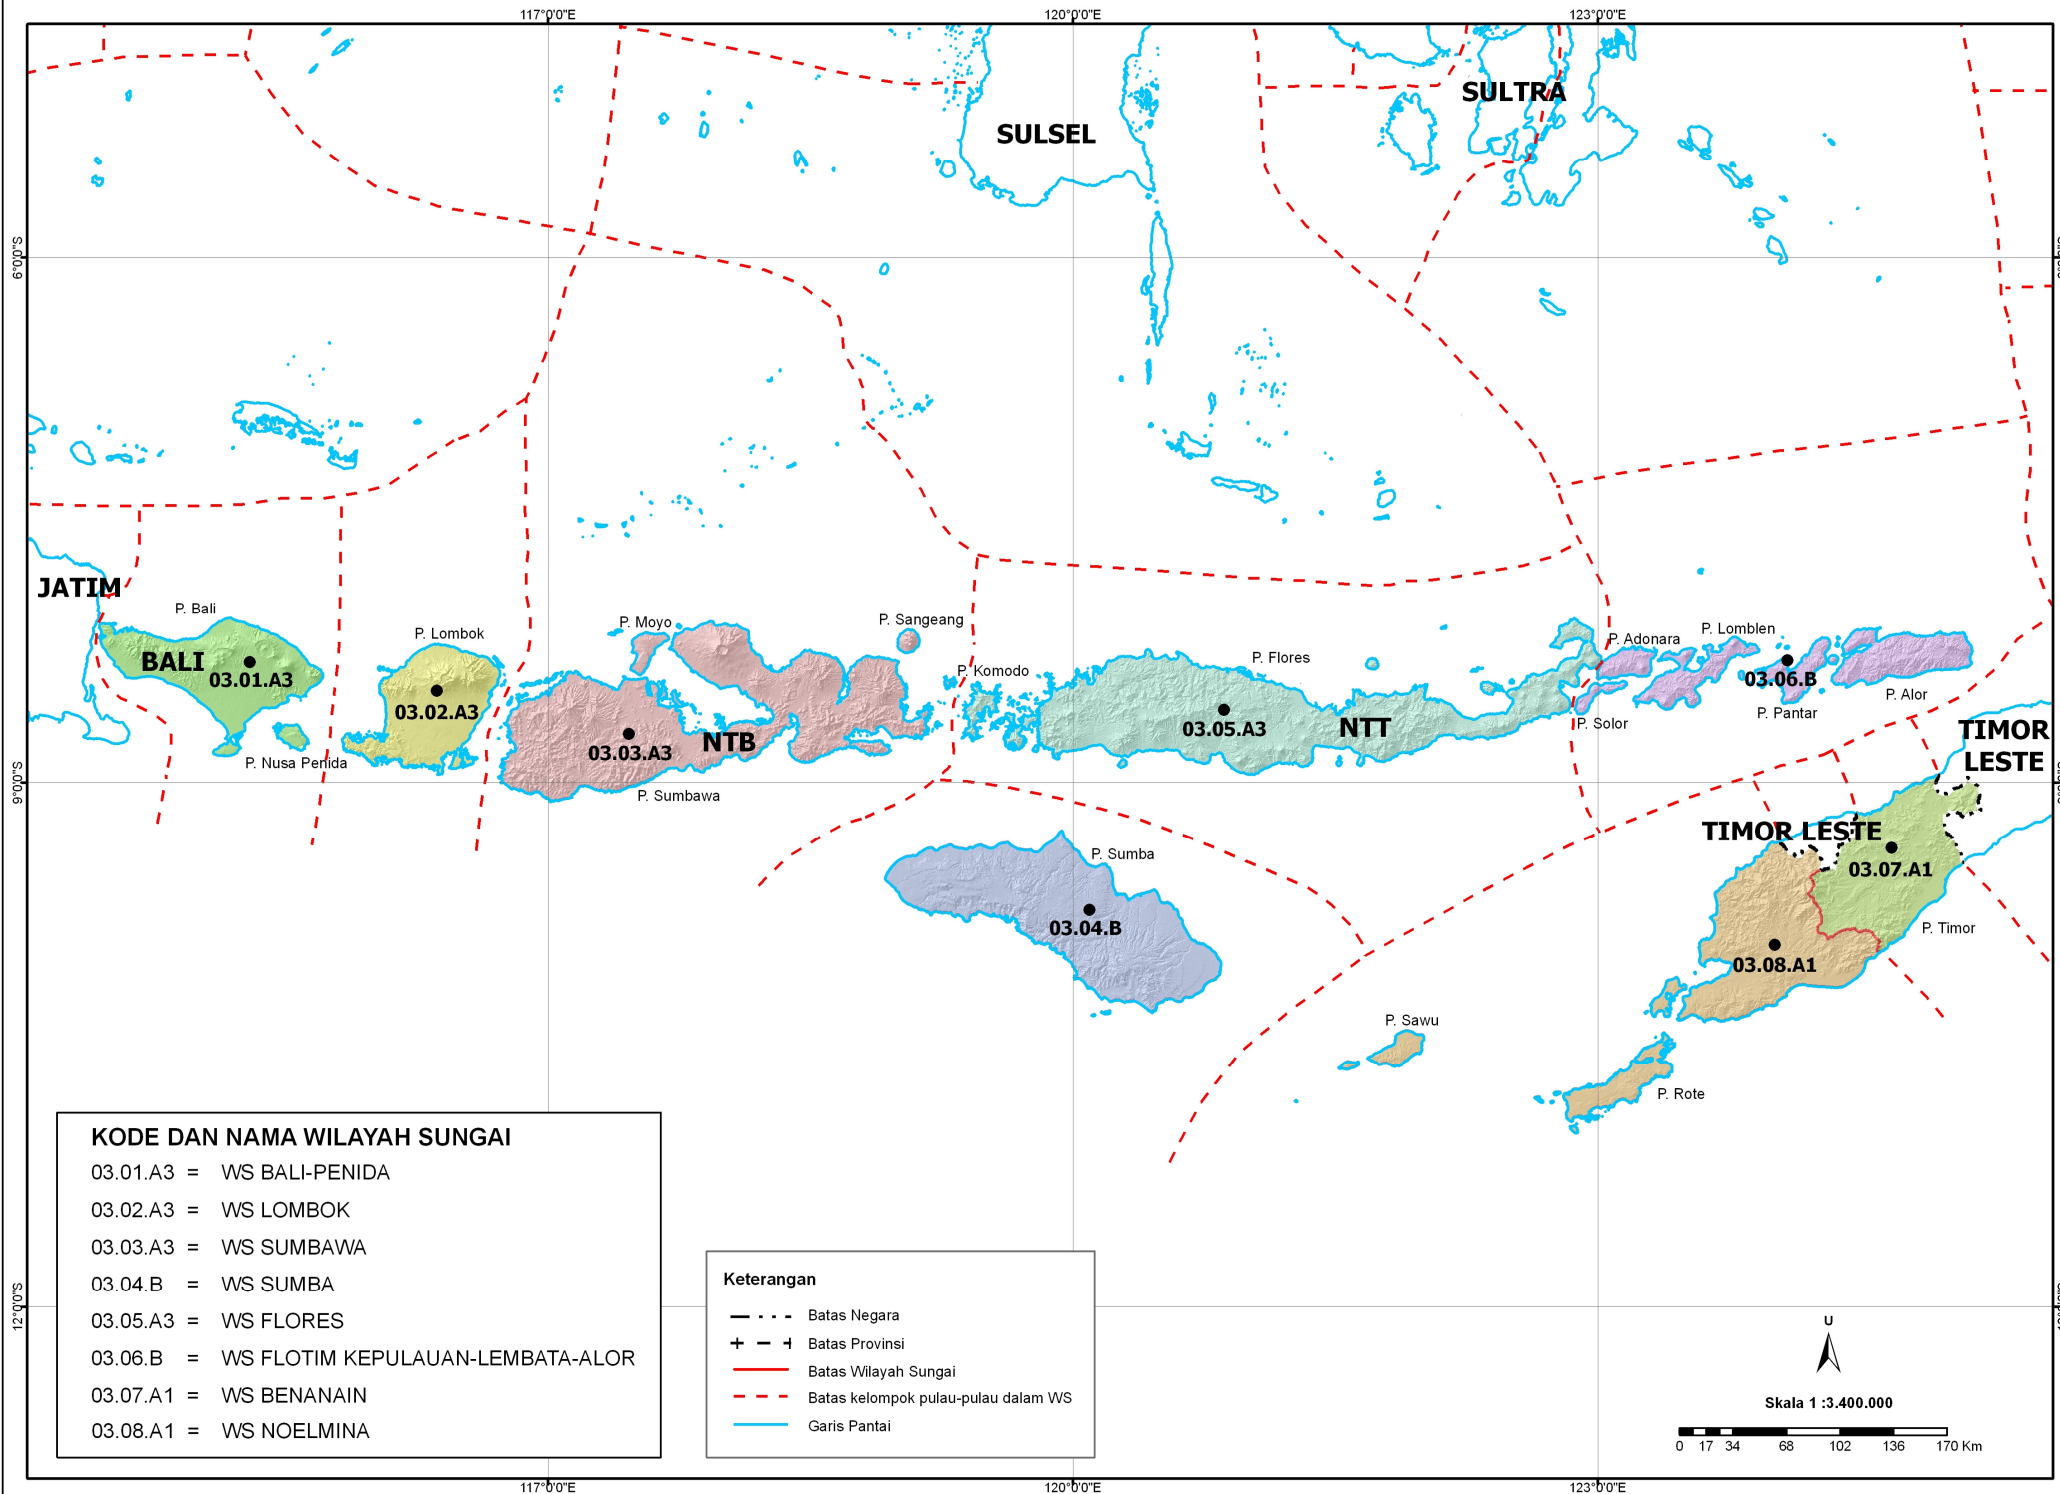 117°0'0"E
120°0'0"E
123°0'0"E
SULTRA
SULSEL
6°0'0"S
JATIM
P. Bali
P. Lombok
P. Moyo
P. Sangeang
P. Komodo
P. Flores
P. Adonara
P. Lomblen
BALI
03.01.A3
03.02.A3
03.03.A3
NTB
03.05.A3
NTT
03.06.B
P. Solor
P. Pantar
P. Alor
P. Nusa Penida
P. Sumbawa
TIMOR
LESTE
9°0'0"S
TIMOR LESTE
P. Sumba
03.04.B
03.07.A1
P. Timor
03.08.A1
P. Sawu
P. Rote
KODE DAN NAMA WILAYAH SUNGAI
03.01.A3 = WS BALI-PENIDA
03.02.A3 = WS LOMBOK
03.03.A3 = WS SUMBAWA
03.04.B = WS SUMBA
03.05.A3 = WS FLORES
03.06.B = WS FLOTIM KEPULAUAN-LEMBATA-ALOR
03.07.A1 = WS BENANAIN
03.08.A1 = WS NOELMINA
12°0'0"S
Keterangan
Batas Negara
Batas Provinsi
Batas Wilayah Sungai
Batas kelompok pulau-pulau dalam WS
Garis Pantai
U
Skala 1 :3.400.000
0 17 34 68 102 136 170 Km
117°0'0"E
120°0'0"E
123°0'0"E